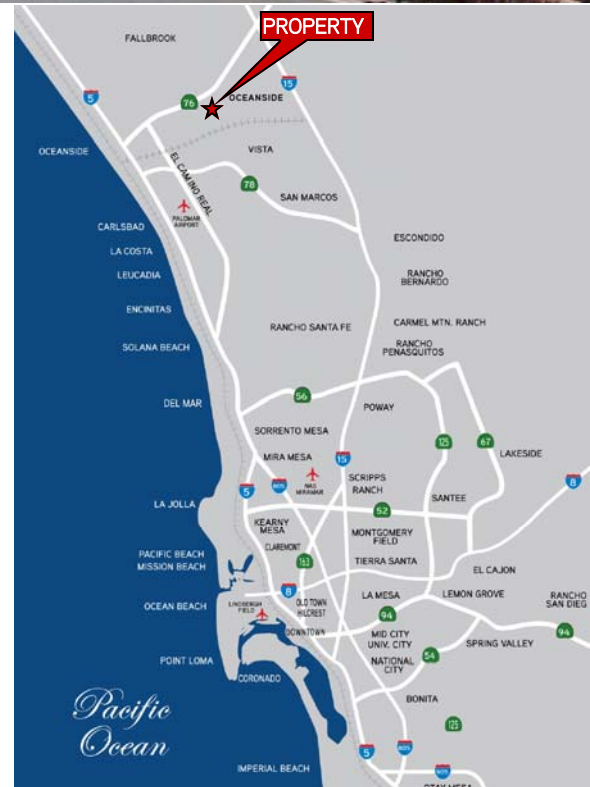 PROPERTY
FALLBROOK
15
5
76
OCEANSIDE
OCEANSIDE
VISTA
EL CAMINO REAL
78
SAN MARCOS
PALOMAR
AIRPORT
CARLSBAD
ESCONDIDO
LA COSTA
LEUCADIA
RANCHO
BERNARDO
ENCINITAS
RANCHO SANTA FE
CARMEL MTN. RANCH
SOLANA BEACH
RANCHO
PENASQUITOS
DEL MAR
56
POWAY
SORRENTO MESA
125
67
LAKESIDE
MIRA MESA
15
NAS
MIRAMAR
SCRIPPS
RANCH
8
5
805
SANTEE
LA JOLLA
52
KEARNY
MESA
MONTGOMERY
FIELD
CLAREMONT
PACIFIC BEACH
MISSION BEACH
163
TIERRA SANTA
EL CAJON
8
LA MESA
LEMON GROVE
RANCHO
SAN DIEG
OCEAN BEACH
LINDBERGH
FIELD
OLD TOWN
HILCREST
94
DOWNTOWN
MID CITY
UNIV. CITY
94
SPRING VALLEY
POINT LOMA
NATIONAL
CITY
54
CORONADO
BONITA
Pacific
Ocean
125
5
805
IMPERIAL BEACH
905
OTAY MESA